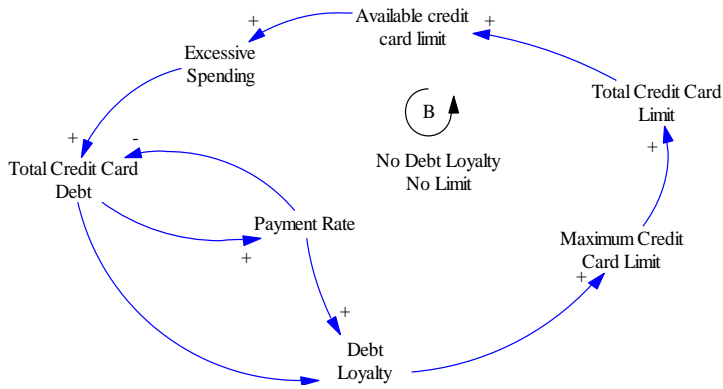 Available credit
card limit
+
+
Excessive
Spending
Total Credit Card
Limit
B
+
-
+
No Debt Loyalty
No Limit
Total Credit Card
Debt
Payment Rate
+
Maximum Credit
Card Limit
+
+
Debt
Loyalty